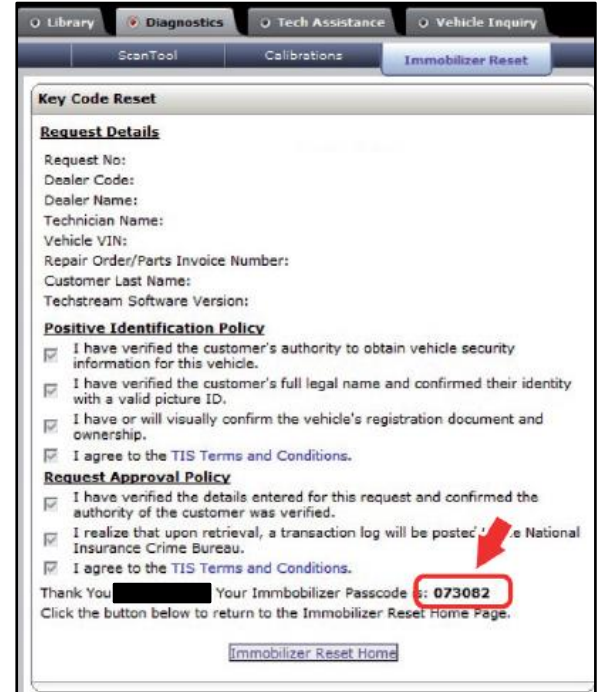 Library Diagnostics Tech Assistance Vehicle Inquiry
ScanTool Calibrations Immobilizer Reset
Key Code Reset
Request Details
Request No:
Dealer Code:
Dealer Name:
Technician Name:
Vehicle VIN:
Repair Order/Parts Invoice Number:
Customer Last Name:
Techstream Software Version:
Positive Identification Policy
I have verified the customer's authority to obtain vehicle security
information for this vehicle.
I have verified the customer's full legal name and confirmed their identity
with a valid picture ID.
I have or will visually confirm the vehicle's registration document and
ownership.
I agree to the TIS Terms and Conditions.
Request Approval Policy
I have verified the details entered for this request and confirmed the
authority of the customer was verified.
I realize that upon retrieval, a transaction log will be posted National
Insurance Crime Bureau.
I agree to the TIS Terms and Conditions.
Thank You Your Immbobilizer Passcode is: 073082
Click the button below to return to the Immobilizer Reset Home Page.
Immobilizer Reset Home